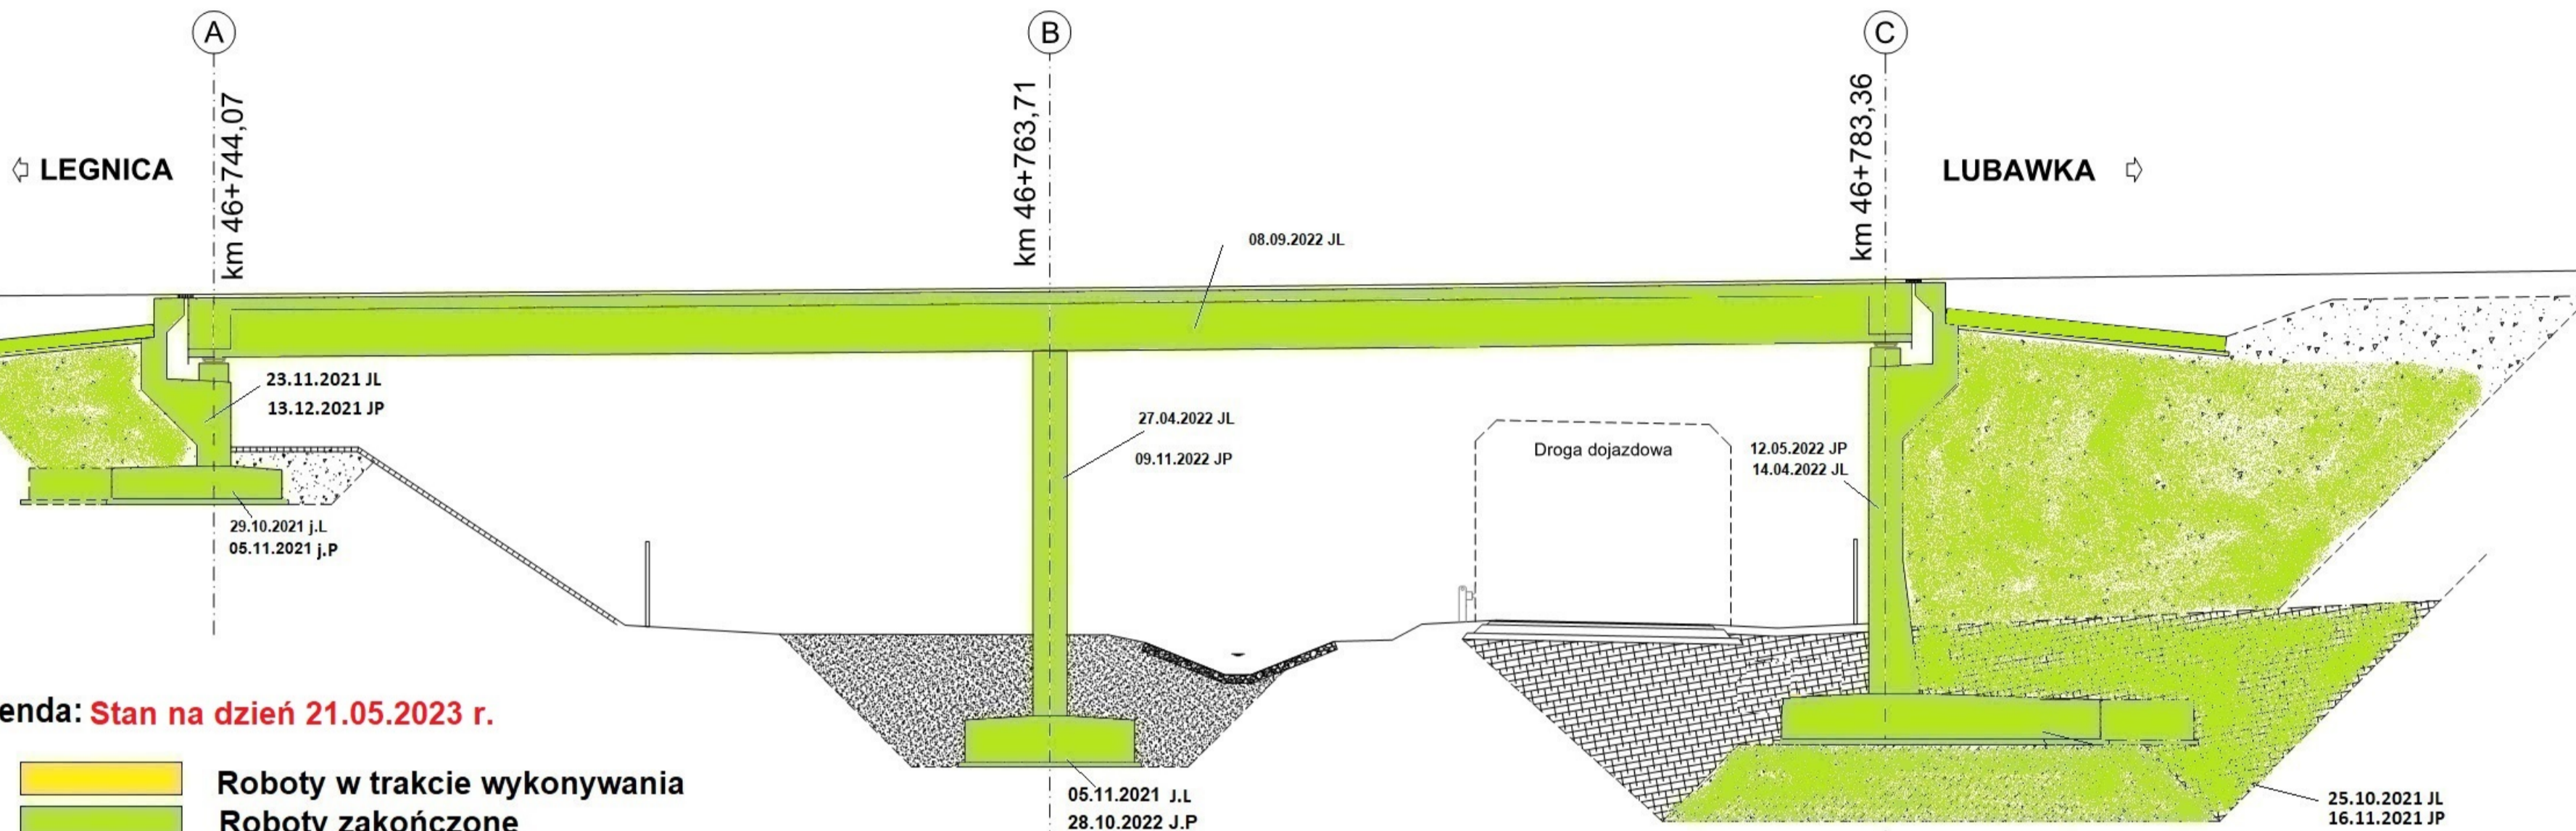 A
B
C
km 46+744,07
km 46+763,71
km 46+783,36
LEGNICA
LUBAWKA
08.09.2022 JL
23.11.2021 JL
13.12.2021 JP
27.04.2022 JL
09.11.2022 JP
Droga dojazdowa
12.05.2022 JP
14.04.2022 JL
29.10.2021 j.L
05.11.2021 j.P
enda: Stan na dzień 21.05.2023 r.
Roboty w trakcie wykonywania
Roboty zakończone
05.11.2021 J.L
28.10.2022 J.P
25.10.2021 JL
16.11.2021 JP